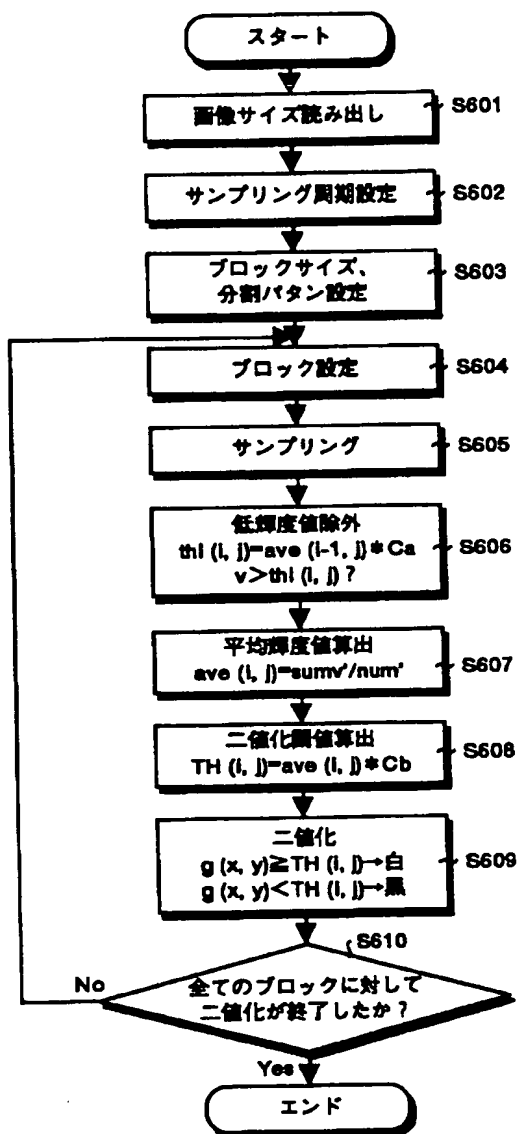 スタート
画像サイズ読み出し
S601
サンプリング周期設定
S602
ブロックサイズ、
分割パタン設定
S603
ブロック設定
S604
サンプリング
S605
低輝度値除外
thl (i, j)=ave (i-1, j)＊Ca
v＞thl (i, j)？
S606
平均輝度値算出
ave (i, j)=sumv'/num'
S607
二値化閾値算出
TH (i, j)=ave (i, j)＊Cb
S608
二値化
g (x, y)≧TH (i, j)→白
g (x, y)＜TH (i, j)→黒
S609
S610
No
全てのブロックに対して
二値化が終了したか？
Yes
エンド